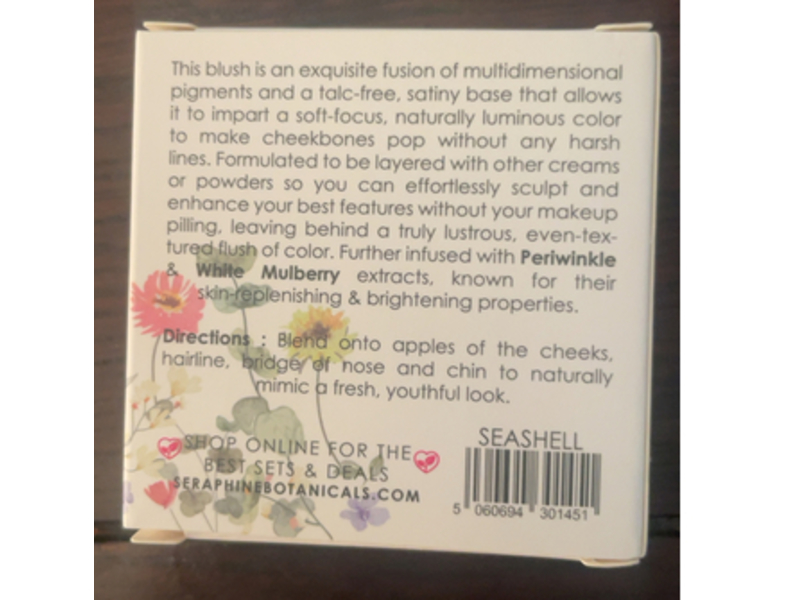 This blush is an exquisite fusion of multidimensional
pigments and a talc-free, satiny base that allows
it to impart a soft-focus, naturally luminous color
to make cheekbones pop without any harsh
lines. Formulated to be layered with other creams
or powders so you can effortlessly sculpt and
enhance your best features without your makeup
pilling, leaving behind a truly lustrous, even-tex-
tured flush of color. Further infused with Periwinkle
& White Mulberry extracts, known for their
skin-replenishing & brightening properties.
Directions : Blend onto apples of the cheeks,
hairline, bridge of nose and chin to naturally
mimic a fresh, youthful look.
SHOP ONLINE FOR THE
BEST SETS & DEALS
SERAPHINEBOTANICALS.COM
SEASHELL
5 060694 301451